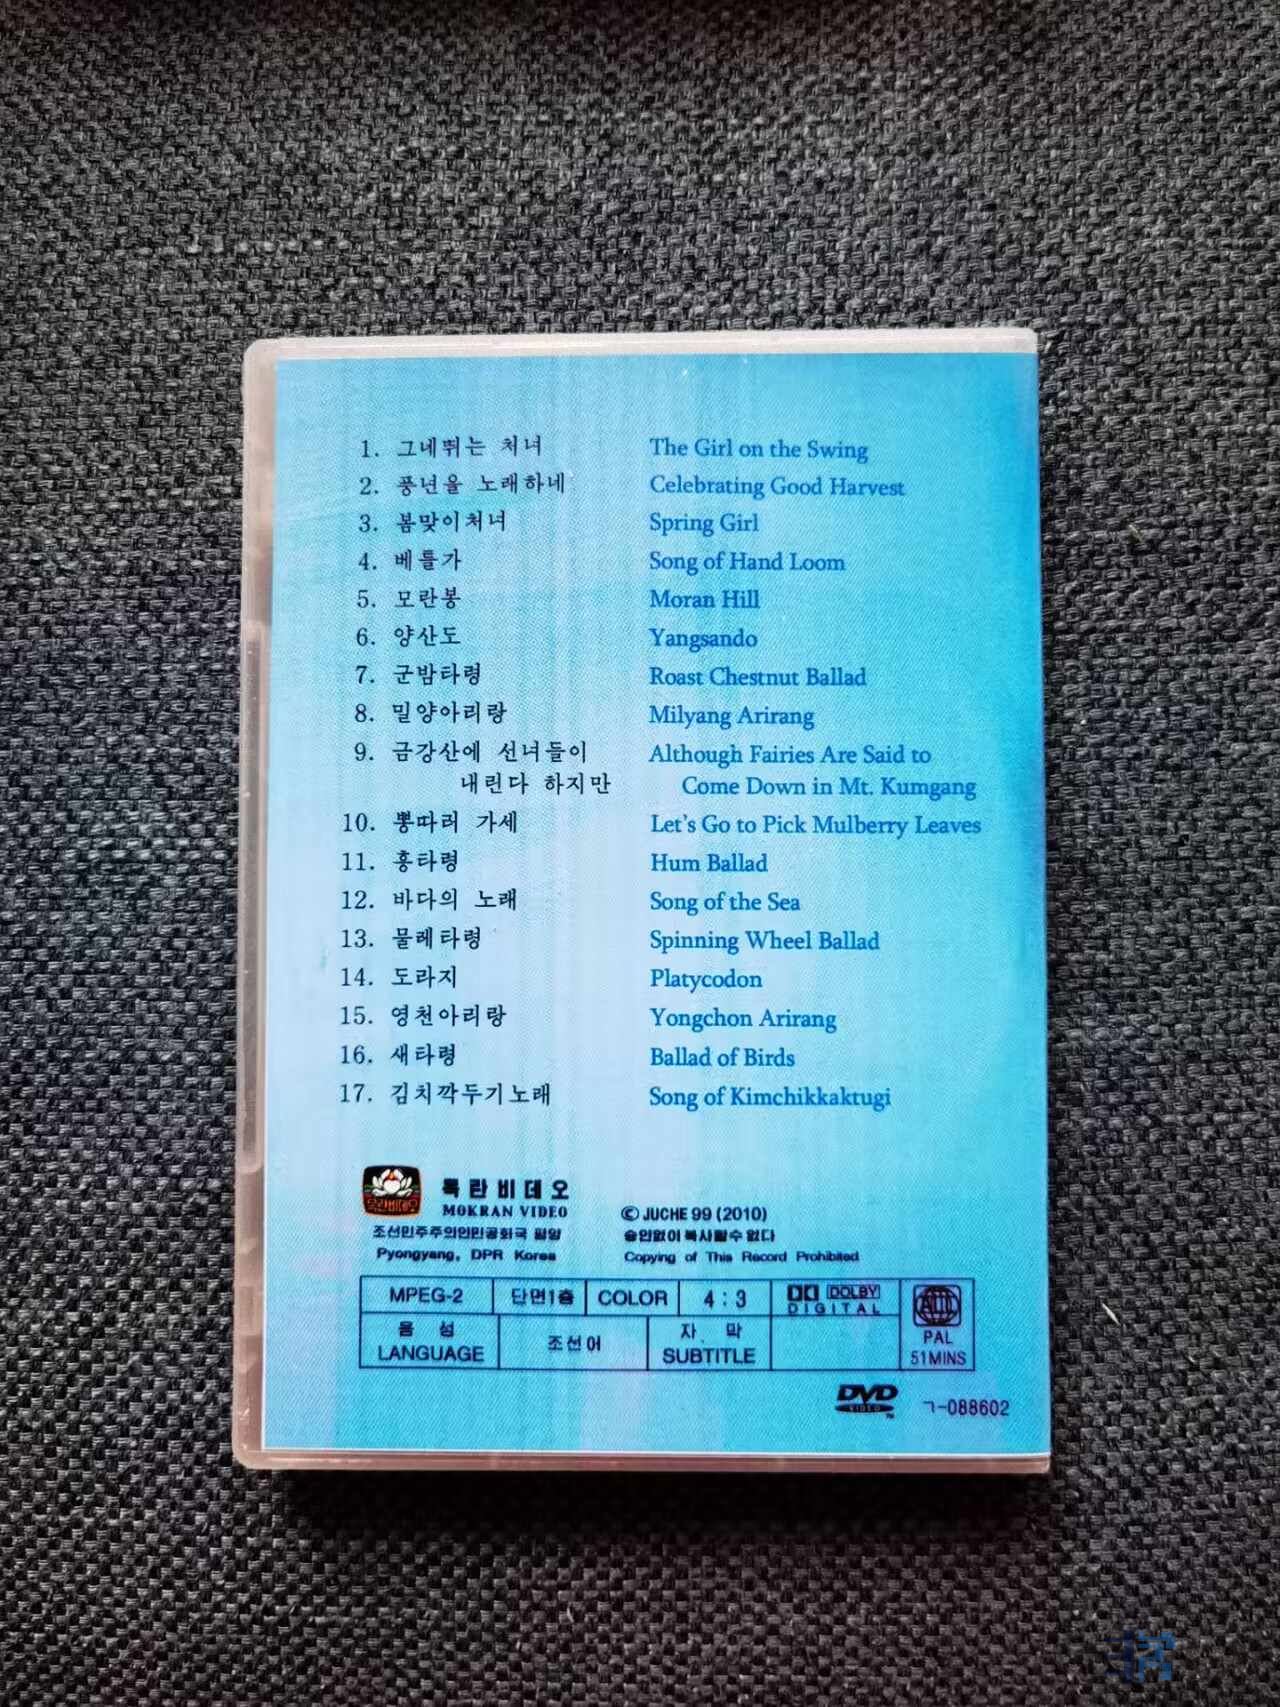 1. 그네뛰는 처녀 The Girl on the Swing
2. 풍년을 노래하네 Celebrating Good Harvest
3. 봄맞이처녀 Spring Girl
4. 베틀가 Song of Hand Loom
5. 모란봉 Moran Hill
6. 양산도 Yangsando
7. 군밤타령 Roast Chestnut Ballad
8. 밀양아리랑 Milyang Arirang
9. 금강산에 선녀들이 Although Fairies Are Said to
내린다 하지만 Come Down in Mt. Kumgang
10. 뽕따러 가세 Let's Go to Pick Mulberry Leaves
11. 흥타령 Hum Ballad
12. 바다의 노래 Song of the Sea
13. 물레타령 Spinning Wheel Ballad
14. 도라지 Platycodon
15. 영천아리랑 Yongchon Arirang
16. 새타령 Ballad of Birds
17. 김치깍두기노래 Song of Kimchikkaktugi
목란비데오
목란비데오
MOKRAN VIDEO © JUCHE 99 (2010)
조선민주주의인민공화국 평양 승인없이 복사할수 없다
Pyongyang, DPR Korea Copying of This Record Prohibited
MPEG-2 단면1층 COLOR 4:3 DOLBY DIGITAL ALL
음 성 조선어 자 막 PAL
LANGUAGE SUBTITLE 51MINS
DVD VIDEO ㄱ-088602